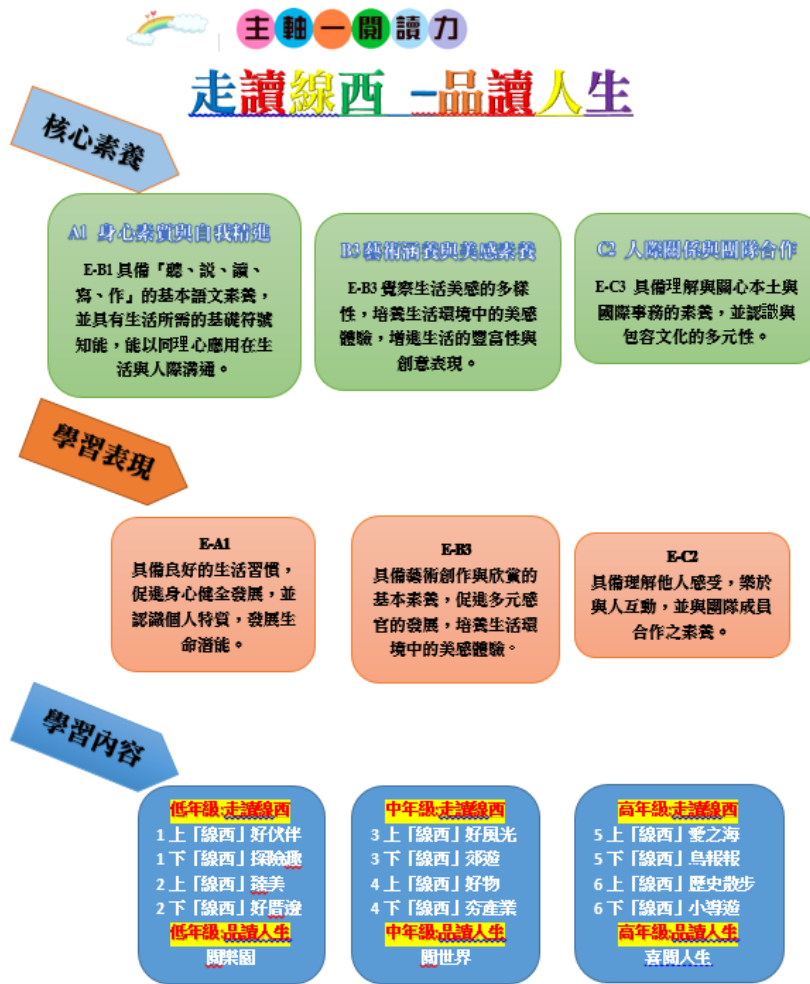 主軸一閱讀力
走讀線西 –品讀人生
核心素養
A1 身心素質與自我精進
E-B1 具備「聽、說、讀、
寫、作」的基本語文素養，
並具有生活所需的基礎符號
知能，能以同理心應用在生
活與人際溝通。
B3 藝術涵養與美感素養
E-B3 覺察生活美感的多樣
性，培養生活環境中的美感
體驗，增進生活的豐富性與
創意表現。
C2 人際關係與團隊合作
E-C3 具備理解與關心本土與
國際事務的素養，並認識與
包容文化的多元性。
學習表現
E-A1
具備良好的生活習慣，
促進身心健全發展，並
認識個人特質，發展生
命潛能。
E-B3
具備藝術創作與欣賞的
基本素養，促進多元感
官的發展，培養生活環
境中的美感體驗。
E-C2
具備理解他人感受，樂於
與人互動，並與團隊成員
合作之素養。
學習內容
低年級:走讀線西
1 上「線西」好伙伴
1 下「線西」探險趣
2 上「線西」臻美
2 下「線西」好厝邊
低年級:品讀人生
閱樂園
中年級:走讀線西
3 上「線西」好風光
3 下「線西」郊遊
4 上「線西」好物
4 下「線西」夯產業
中年級:品讀人生
閱世界
高年級:走讀線西
5 上「線西」愛之海
5 下「線西」鳥報報
6 上「線西」歷史散步
6 下「線西」小導遊
高年級:品讀人生
喜閱人生